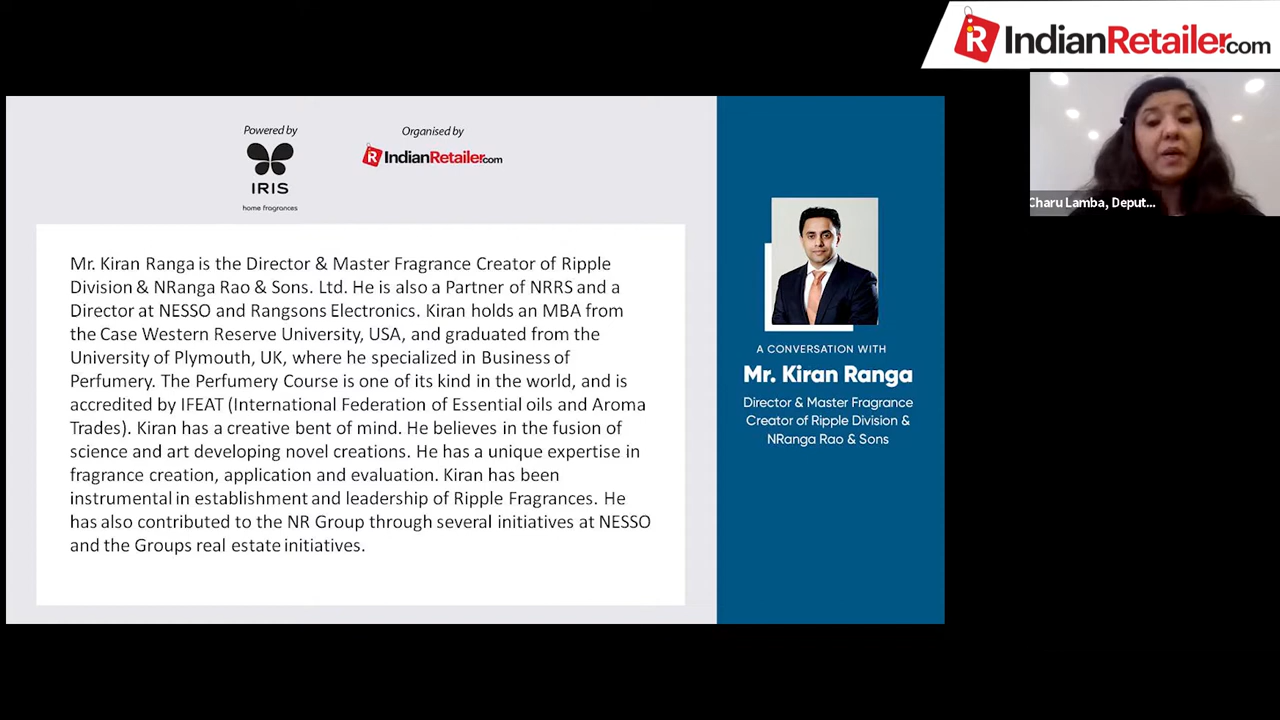 R IndianRetailer.com
Powered by
IRIS
home fragrances
Organised by
R IndianRetailer.com
Mr. Kiran Ranga is the Director & Master Fragrance Creator of Ripple
Division & NRanga Rao & Sons. Ltd. He is also a Partner of NRRS and a
Director at NESSO and Rangsons Electronics. Kiran holds an MBA from
the Case Western Reserve University, USA, and graduated from the
University of Plymouth, UK, where he specialized in Business of
Perfumery. The Perfumery Course is one of its kind in the world, and is
accredited by IFEAT (International Federation of Essential oils and Aroma
Trades). Kiran has a creative bent of mind. He believes in the fusion of
science and art developing novel creations. He has a unique expertise in
fragrance creation, application and evaluation. Kiran has been
instrumental in establishment and leadership of Ripple Fragrances. He
has also contributed to the NR Group through several initiatives at NESSO
and the Groups real estate initiatives.
A CONVERSATION WITH
Mr. Kiran Ranga
Director & Master Fragrance
Creator of Ripple Division &
NRanga Rao & Sons
Charu Lamba, Deput...